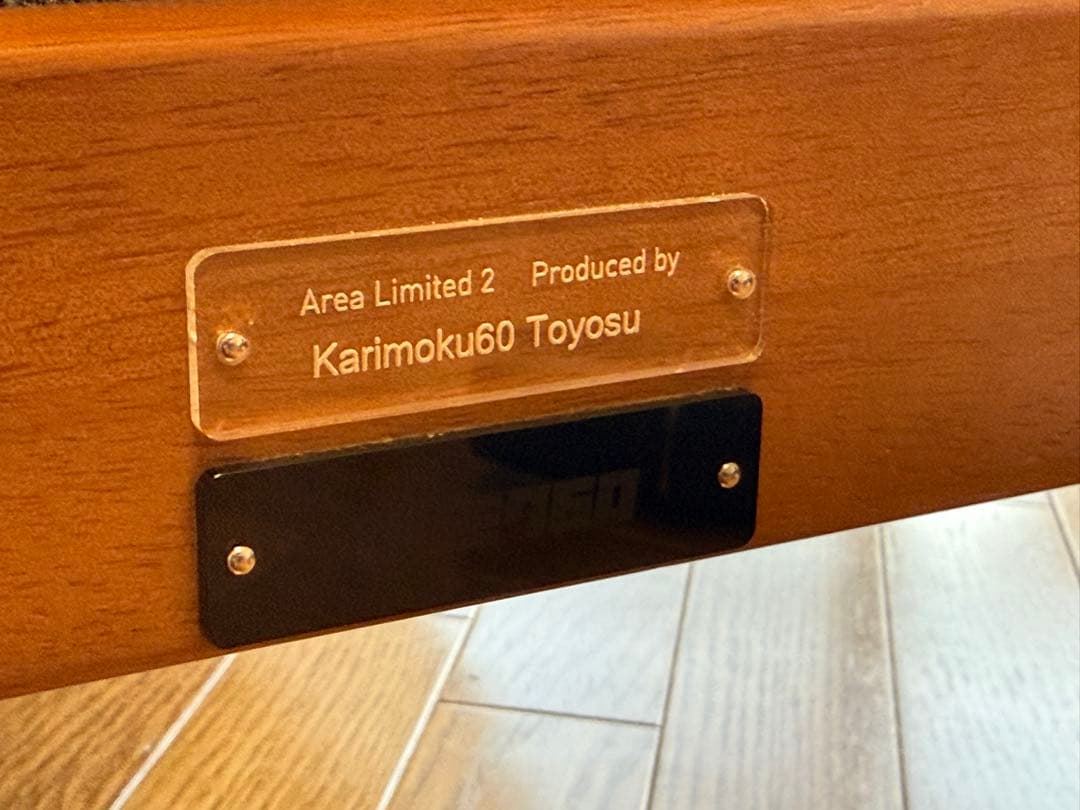 Area Limited 2 Produced by
Karimoku60 Toyosu